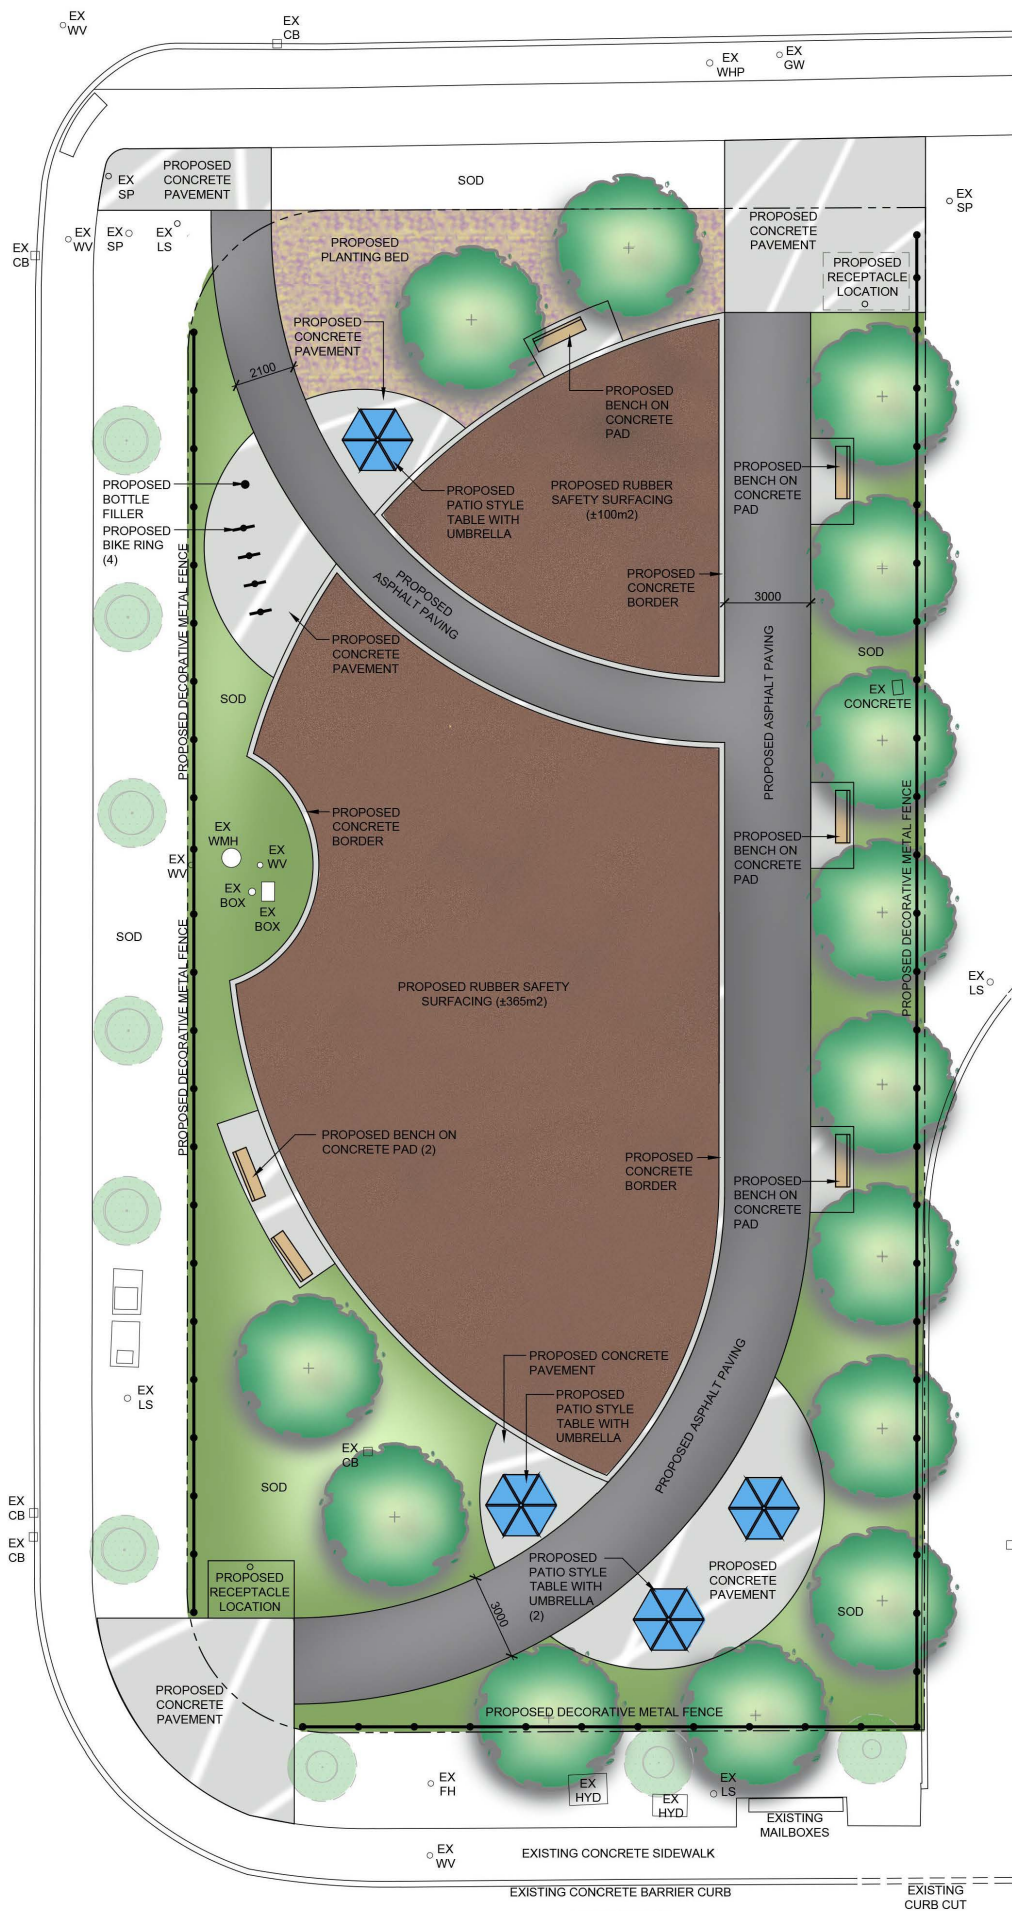 EX
WV
EX
CB
EX
WHP
EX
GW
PROPOSED
CONCRETE
PAVEMENT
EX
SP
SOD
EX
SP
EX
WV
EX
SP
EX
LS
EX
CB
PROPOSED
PLANTING BED
PROPOSED
CONCRETE
PAVEMENT
PROPOSED
RECEPTACLE
LOCATION
PROPOSED
CONCRETE
PAVEMENT
2100
PROPOSED
BENCH ON
CONCRETE
PAD
PROPOSED
BENCH ON
CONCRETE
PAD
PROPOSED
BOTTLE
FILLER
PROPOSED
BIKE RING
(4)
PROPOSED
PATIO STYLE
TABLE WITH
UMBRELLA
PROPOSED RUBBER
SAFETY SURFACING
(±100m2)
PROPOSED
ASPHALT PAVING
PROPOSED
CONCRETE
BORDER
3000
PROPOSED
CONCRETE
PAVEMENT
SOD
SOD
EX
CONCRETE
PROPOSED DECORATIVE METAL FENCE
PROPOSED ASPHALT PAVING
PROPOSED
CONCRETE
BORDER
PROPOSED
BENCH ON
CONCRETE
PAD
EX
WMH
EX
WV
EX
WV
EX
BOX
EX
BOX
SOD
PROPOSED DECORATIVE METAL FENCE
PROPOSED DECORATIVE METAL FENCE
EX
LS
PROPOSED RUBBER SAFETY
SURFACING (±365m2)
PROPOSED BENCH ON
CONCRETE PAD (2)
PROPOSED
CONCRETE
BORDER
PROPOSED
BENCH ON
CONCRETE
PAD
PROPOSED CONCRETE
PAVEMENT
PROPOSED
PATIO STYLE
TABLE WITH
UMBRELLA
PROPOSED ASPHALT PAVING
EX
LS
EX
CB
SOD
EX
CB
EX
CB
PROPOSED
RECEPTACLE
LOCATION
PROPOSED
PATIO STYLE
TABLE WITH
UMBRELLA
(2)
3000
PROPOSED
CONCRETE
PAVEMENT
SOD
PROPOSED
CONCRETE
PAVEMENT
PROPOSED DECORATIVE METAL FENCE
EX
FH
EX
HYD
EX
HYD
EX
LS
EXISTING
MAILBOXES
EX
WV
EXISTING CONCRETE SIDEWALK
EXISTING CONCRETE BARRIER CURB
EXISTING
CURB CUT